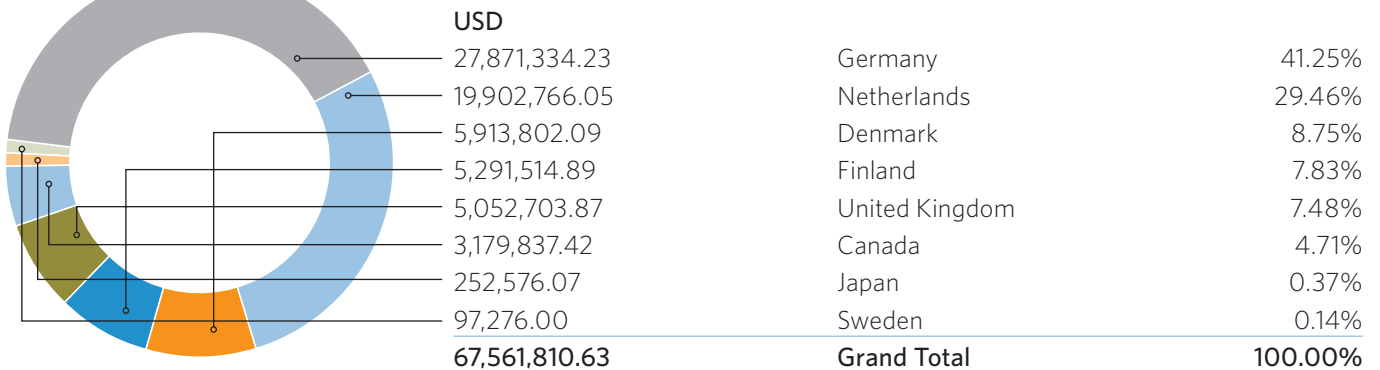 USD
27,871,334.23 Germany 41.25%
19,902,766.05 Netherlands 29.46%
5,913,802.09 Denmark 8.75%
5,291,514.89 Finland 7.83%
5,052,703.87 United Kingdom 7.48%
3,179,837.42 Canada 4.71%
252,576.07 Japan 0.37%
97,276.00 Sweden 0.14%
67,561,810.63 Grand Total 100.00%